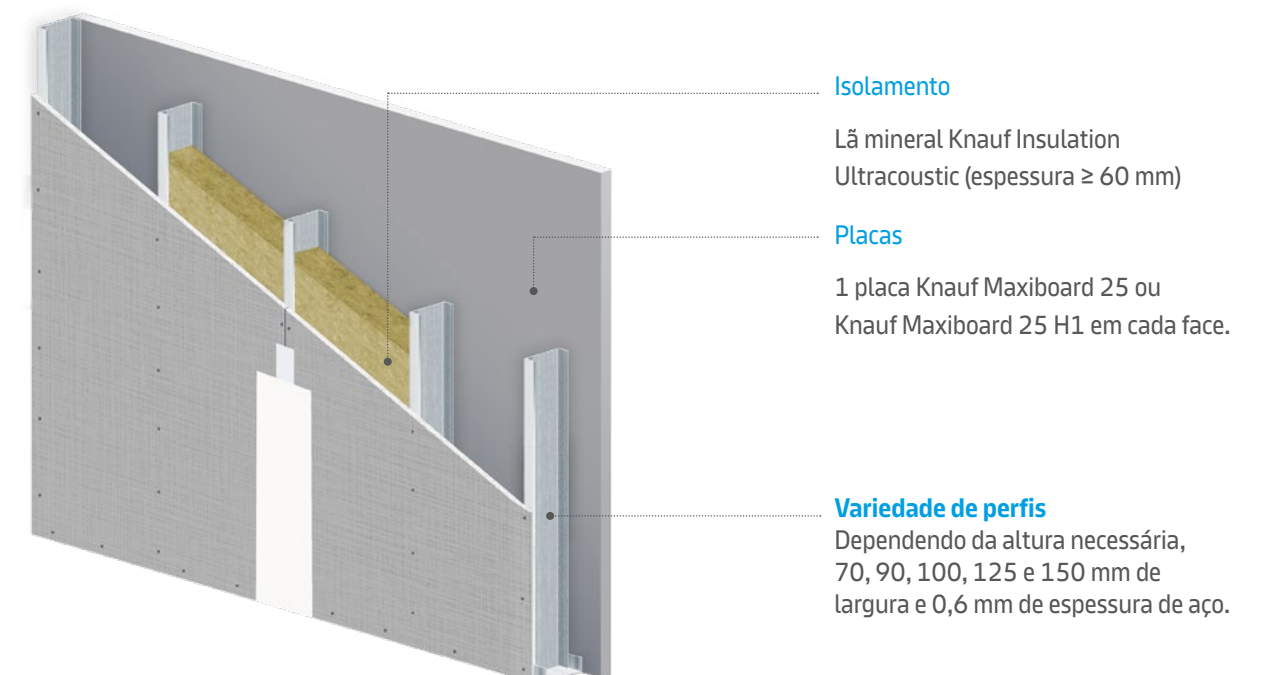 Isolamento
Lã mineral Knauf Insulation
Ultracoustic (espessura ≥ 60 mm)
Placas
1 placa Knauf Maxiboard 25 ou
Knauf Maxiboard 25 H1 em cada face.
Variedade de perfis
Dependendo da altura necessária,
70, 90, 100, 125 e 150 mm de
largura e 0,6 mm de espessura de aço.